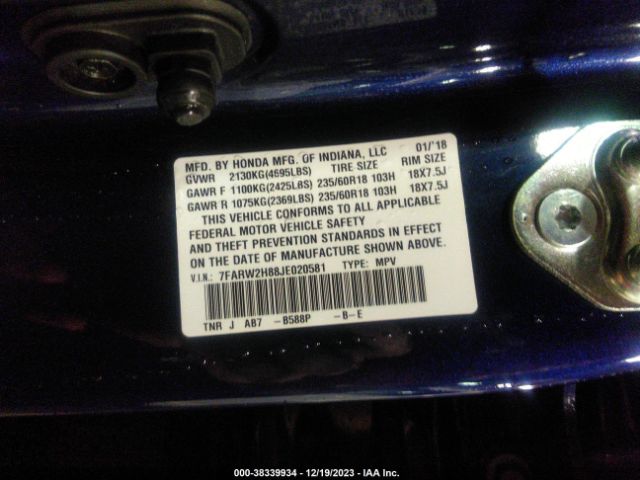 MFD. BY HONDA MFG. OF INDIANA, LLC 01/'18
GVWR 2130KG(4695LBS) TIRE SIZE RIM SIZE
GAWR F 1100KG(2425LBS) 235/60R18 103H 18X7.5J
GAWR R 1075KG(2369LBS) 235/60R18 103H 18X7.5J
THIS VEHICLE CONFORMS TO ALL APPLICABLE
FEDERAL MOTOR VEHICLE SAFETY
AND THEFT PREVENTION STANDARDS IN EFFECT
ON THE DATE OF MANUFACTURE SHOWN ABOVE.
V.I.N.: 7FARW2H88JE020581 TYPE: MPV
TNR J AB7 -B588P -B-E
000-38339934 - 12/19/2023 - IAA Inc.